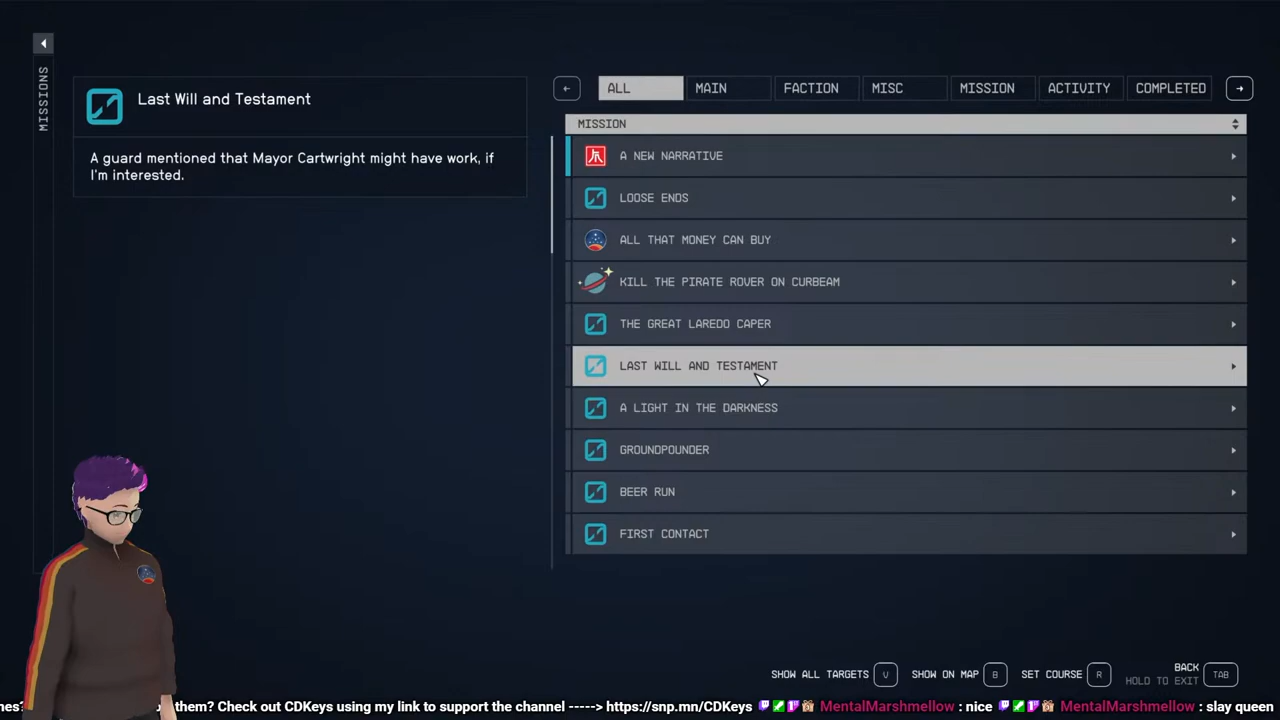 MISSIONS
Last Will and Testament
A guard mentioned that Mayor Cartwright might have work, if
I'm interested.
ALL
MAIN
FACTION
MISC
MISSION
ACTIVITY
COMPLETED
MISSION
A NEW NARRATIVE
LOOSE ENDS
ALL THAT MONEY CAN BUY
KILL THE PIRATE ROVER ON CURBEAM
THE GREAT LAREDO CAPER
LAST WILL AND TESTAMENT
A LIGHT IN THE DARKNESS
GROUNDPOUNDER
BEER RUN
FIRST CONTACT
SHOW ALL TARGETS V
SHOW ON MAP B
SET COURSE R
BACK
HOLD TO EXIT TAB
them? Check out CDKeys using my link to support the channel -----> https://snp.mn/CDKeys MentalMarshmellow : nice MentalMarshmellow : slay queen